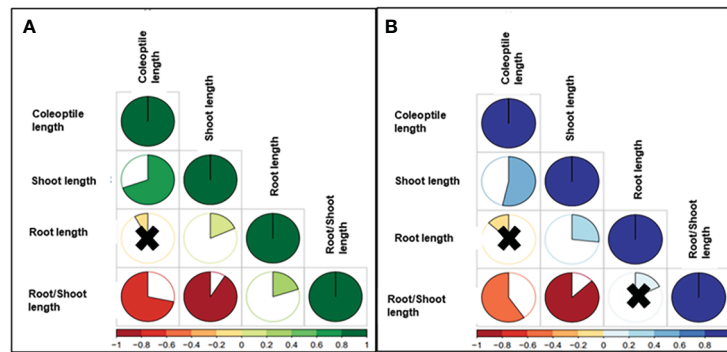 A
Coleoptile
length
Shoot length
Root length
Root/Shoot
length
Coleoptile
length
Shoot length
Root length
Root/Shoot
length
-1 -0.8 -0.6 -0.4 -0.2 0 0.2 0.4 0.6 0.8 1
B
Coleoptile
length
Shoot length
Root length
Root/Shoot
length
Coleoptile
length
Shoot length
Root length
Root/Shoot
length
-1 -0.8 -0.6 -0.4 -0.2 0 0.2 0.4 0.6 0.8